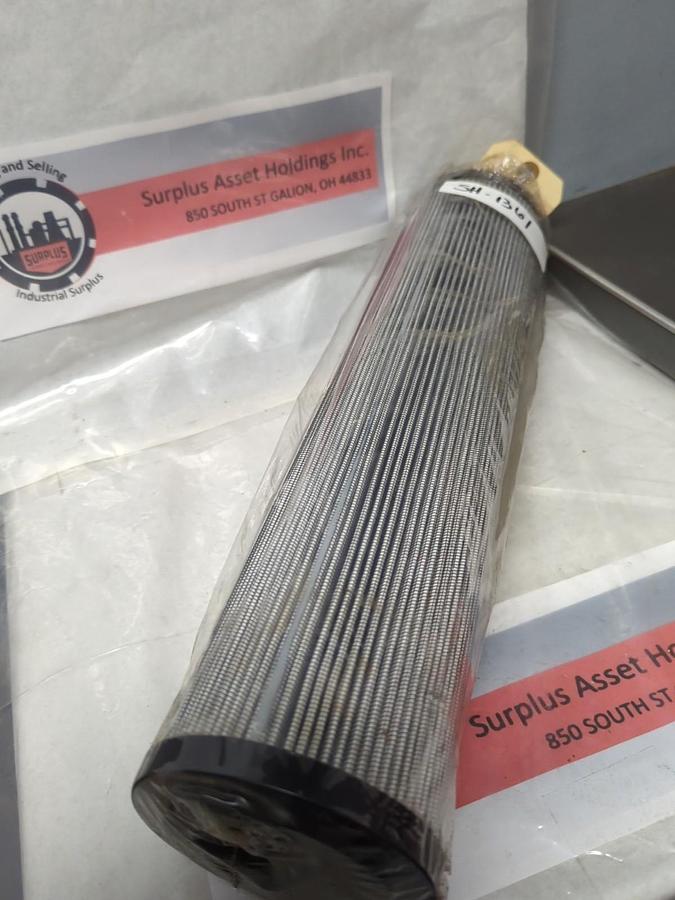 and Selling
SURPLUS
Industrial Surplus
Surplus Asset Holdings Inc.
850 SOUTH ST GALION, OH 44833
SH-1361
Surplus Asset Ho
850 SOUTH ST